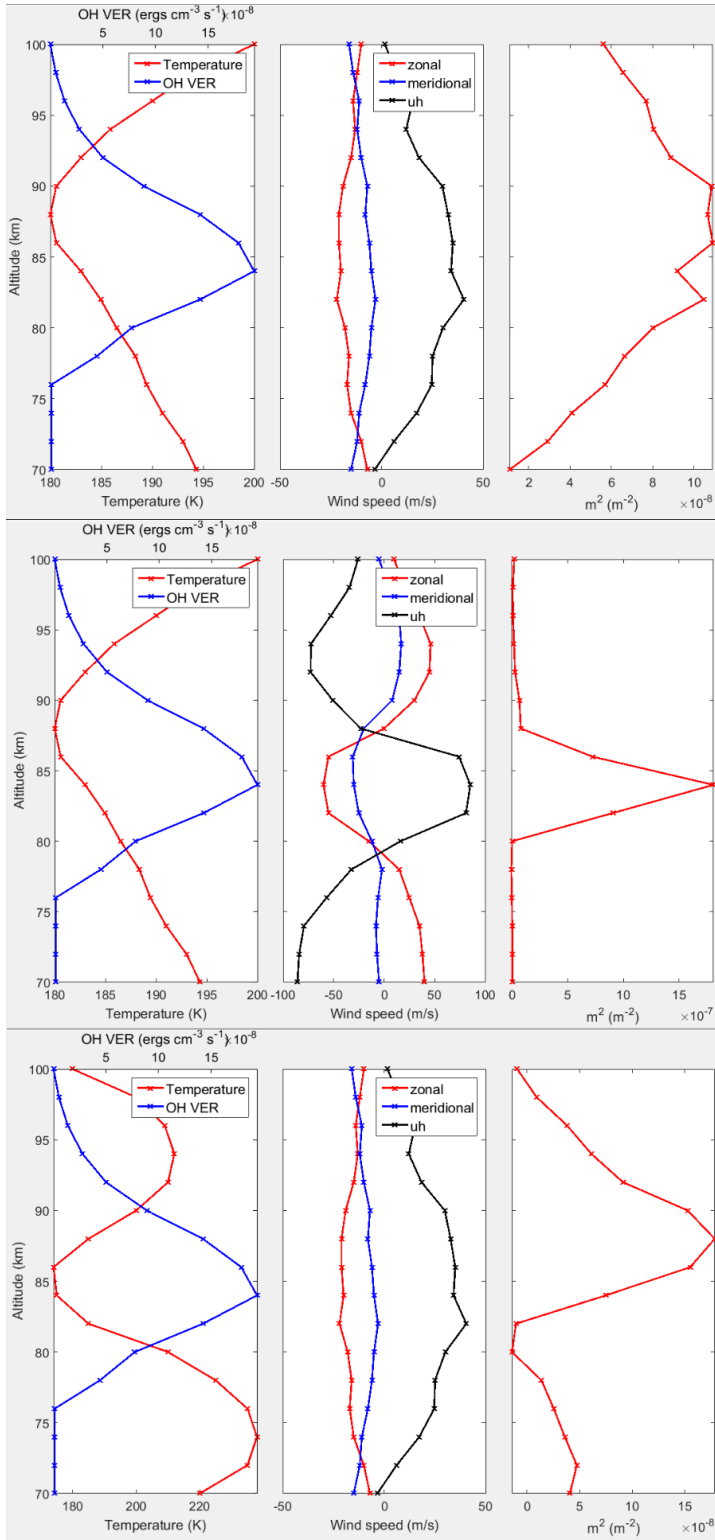 OH VER (ergs cm⁻³ s⁻¹)×10⁻⁸
5 10 15
100
95
90
85
80
75
70
Altitude (km)
Temperature
OH VER
180 185 190 195 200
Temperature (K)
zonal
meridional
uh
-50 0 50
Wind speed (m/s)
2 4 6 8 10
m² (m⁻²) ×10⁻⁸
OH VER (ergs cm⁻³ s⁻¹)×10⁻⁸
5 10 15
100
95
90
85
80
75
70
Altitude (km)
Temperature
OH VER
180 185 190 195 200
Temperature (K)
zonal
meridional
uh
-100 -50 0 50 100
Wind speed (m/s)
0 5 10 15
m² (m⁻²) ×10⁻⁷
OH VER (ergs cm⁻³ s⁻¹)×10⁻⁸
5 10 15
100
95
90
85
80
75
70
Altitude (km)
Temperature
OH VER
180 200 220
Temperature (K)
zonal
meridional
uh
-50 0 50
Wind speed (m/s)
0 5 10 15
m² (m⁻²) ×10⁻⁸